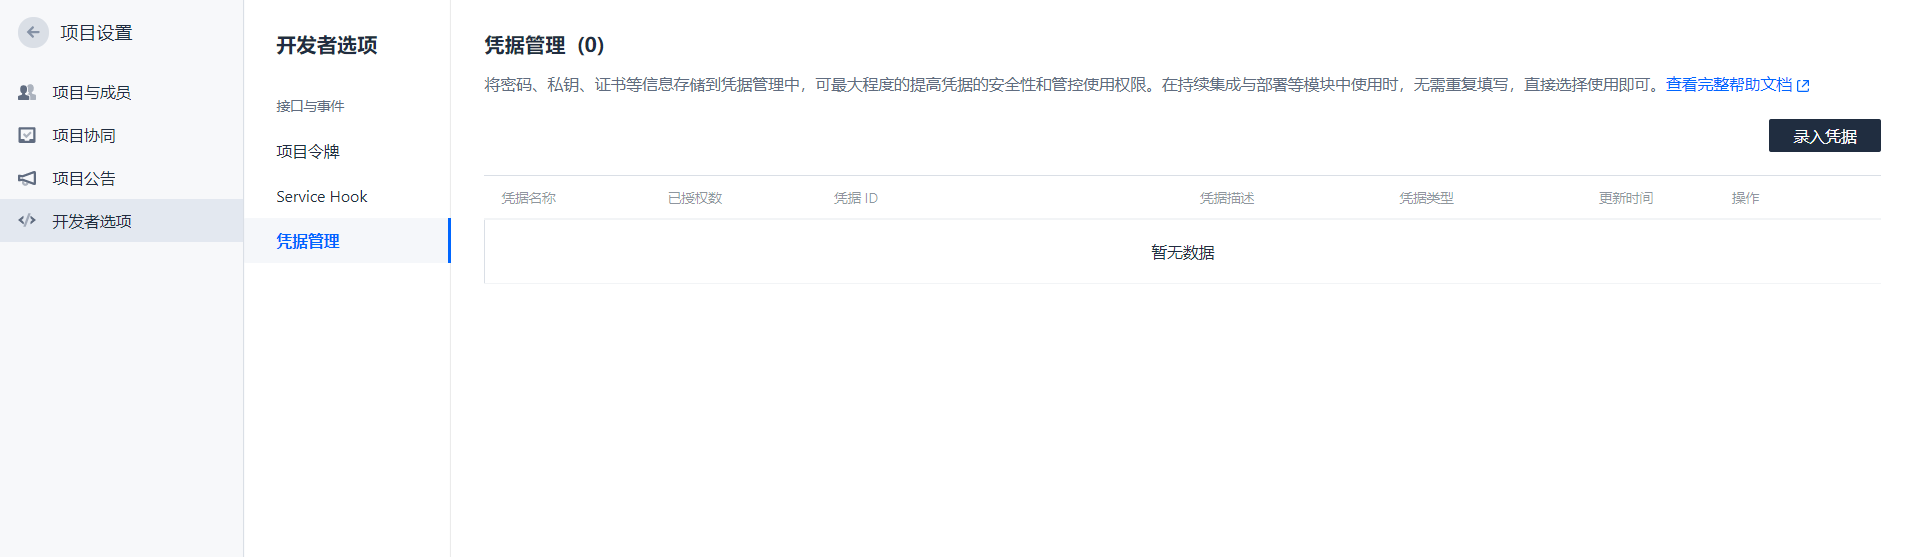 项目设置
项目与成员
项目协同
项目公告
开发者选项
开发者选项
接口与事件
项目令牌
Service Hook
凭据管理
凭据管理 (0)
将密码、私钥、证书等信息存储到凭据管理中，可最大程度的提高凭据的安全性和管控使用权限。在持续集成与部署等模块中使用时，无需重复填写，直接选择使用即可。查看完整帮助文档
录入凭据
凭据名称 已授权数 凭据 ID 凭据描述 凭据类型 更新时间 操作
暂无数据